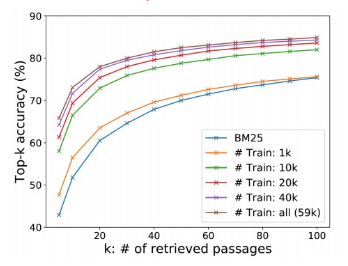 90
80
70
60
50
40
Top-k accuracy (%)
BM25
# Train: 1k
# Train: 10k
# Train: 20k
# Train: 40k
# Train: all (59k)
20 40 60 80 100
k: # of retrieved passages